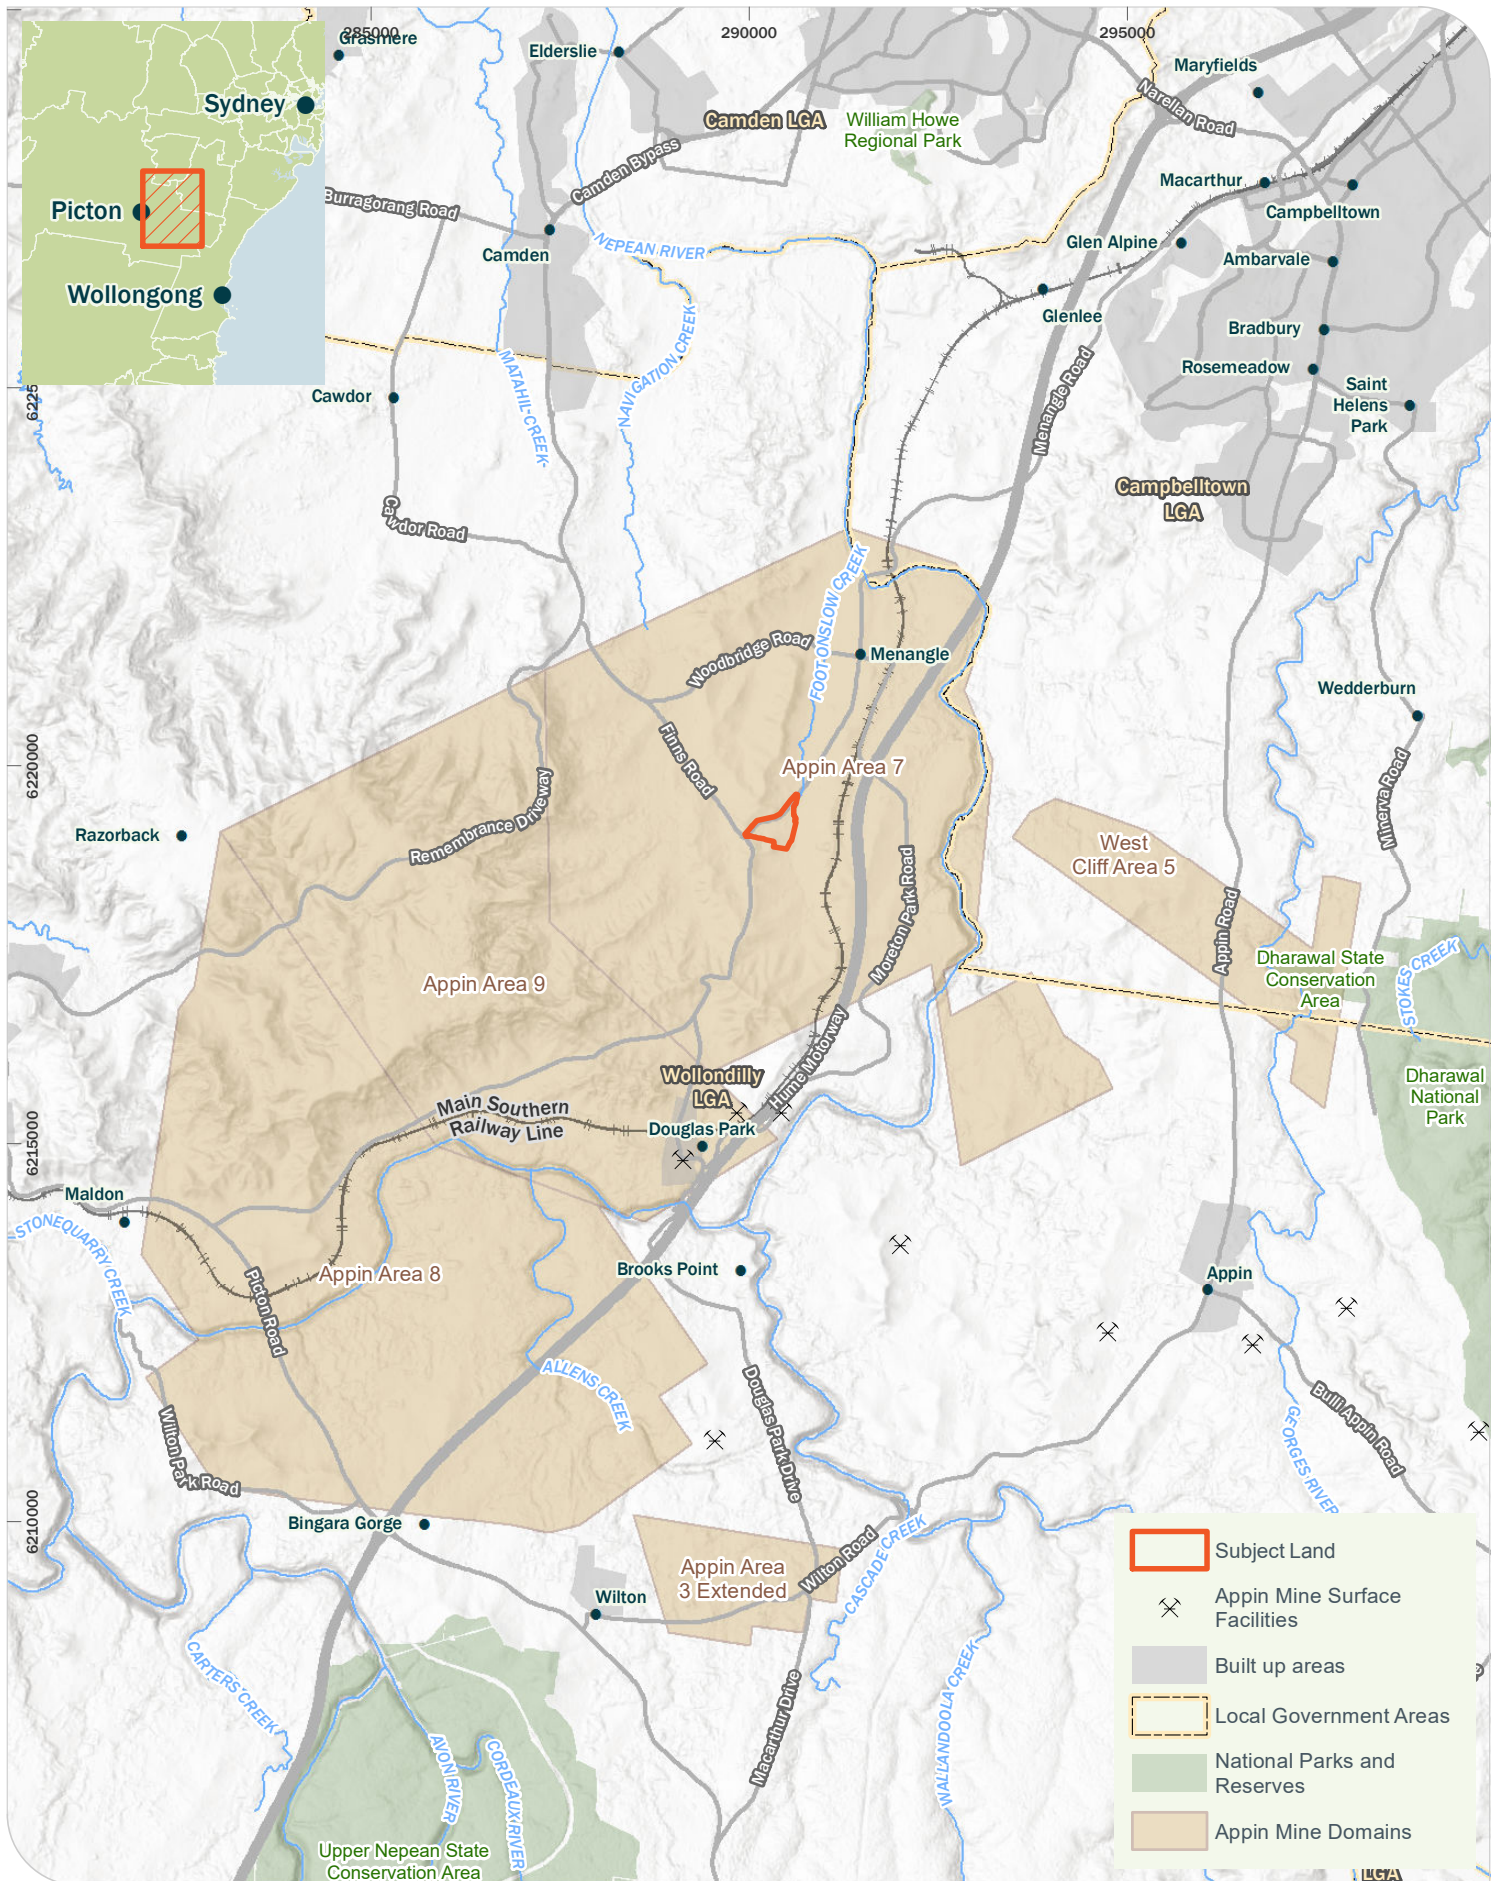 285000
290000
295000
Grasmere
Elderslie
Maryfields
Sydney
Picton
Wollongong
Camden LGA
William Howe
Regional Park
Narellan Road
Camden Bypass
Macarthur
Campbelltown
Burragorang Road
Camden
NEPEAN RIVER
Glen Alpine
Ambarvale
Glenlee
Bradbury
Rosemeadow
Saint
Helens
Park
MATAHIL CREEK
NAVIGATION CREEK
Menangle Road
6225
Cawdor
Cawdor Road
Campbelltown
LGA
FOOT ONSLOW CREEK
Woodbridge Road
Menangle
Wedderburn
Finns Road
6220000
Appin Area 7
Minerva Road
Remembrance Driveway
Razorback
West
Cliff Area 5
Moreton Park Road
Appin Road
Appin Area 9
Dharawal State
Conservation
Area
STOKES CREEK
Hume Motorway
Wollondilly
LGA
Main Southern
Railway Line
Douglas Park
Dharawal
National
Park
6215000
Maldon
STONEQUARRY CREEK
Picton Road
Appin Area 8
Brooks Point
Appin
ALLENS CREEK
Douglas Park Drive
Bulli Appin Road
GEORGES RIVER
Wilton Park Road
6210000
Bingara Gorge
Wilton Road
CASCADE CREEK
Appin Area
3 Extended
Wilton
CARTERS CREEK
AVON RIVER
CORDEAUX RIVER
Macarthur Drive
WALLANDOOLA CREEK
Upper Nepean State
Conservation Area
Subject Land
Appin Mine Surface
Facilities
Built up areas
Local Government Areas
National Parks and
Reserves
Appin Mine Domains
LGA